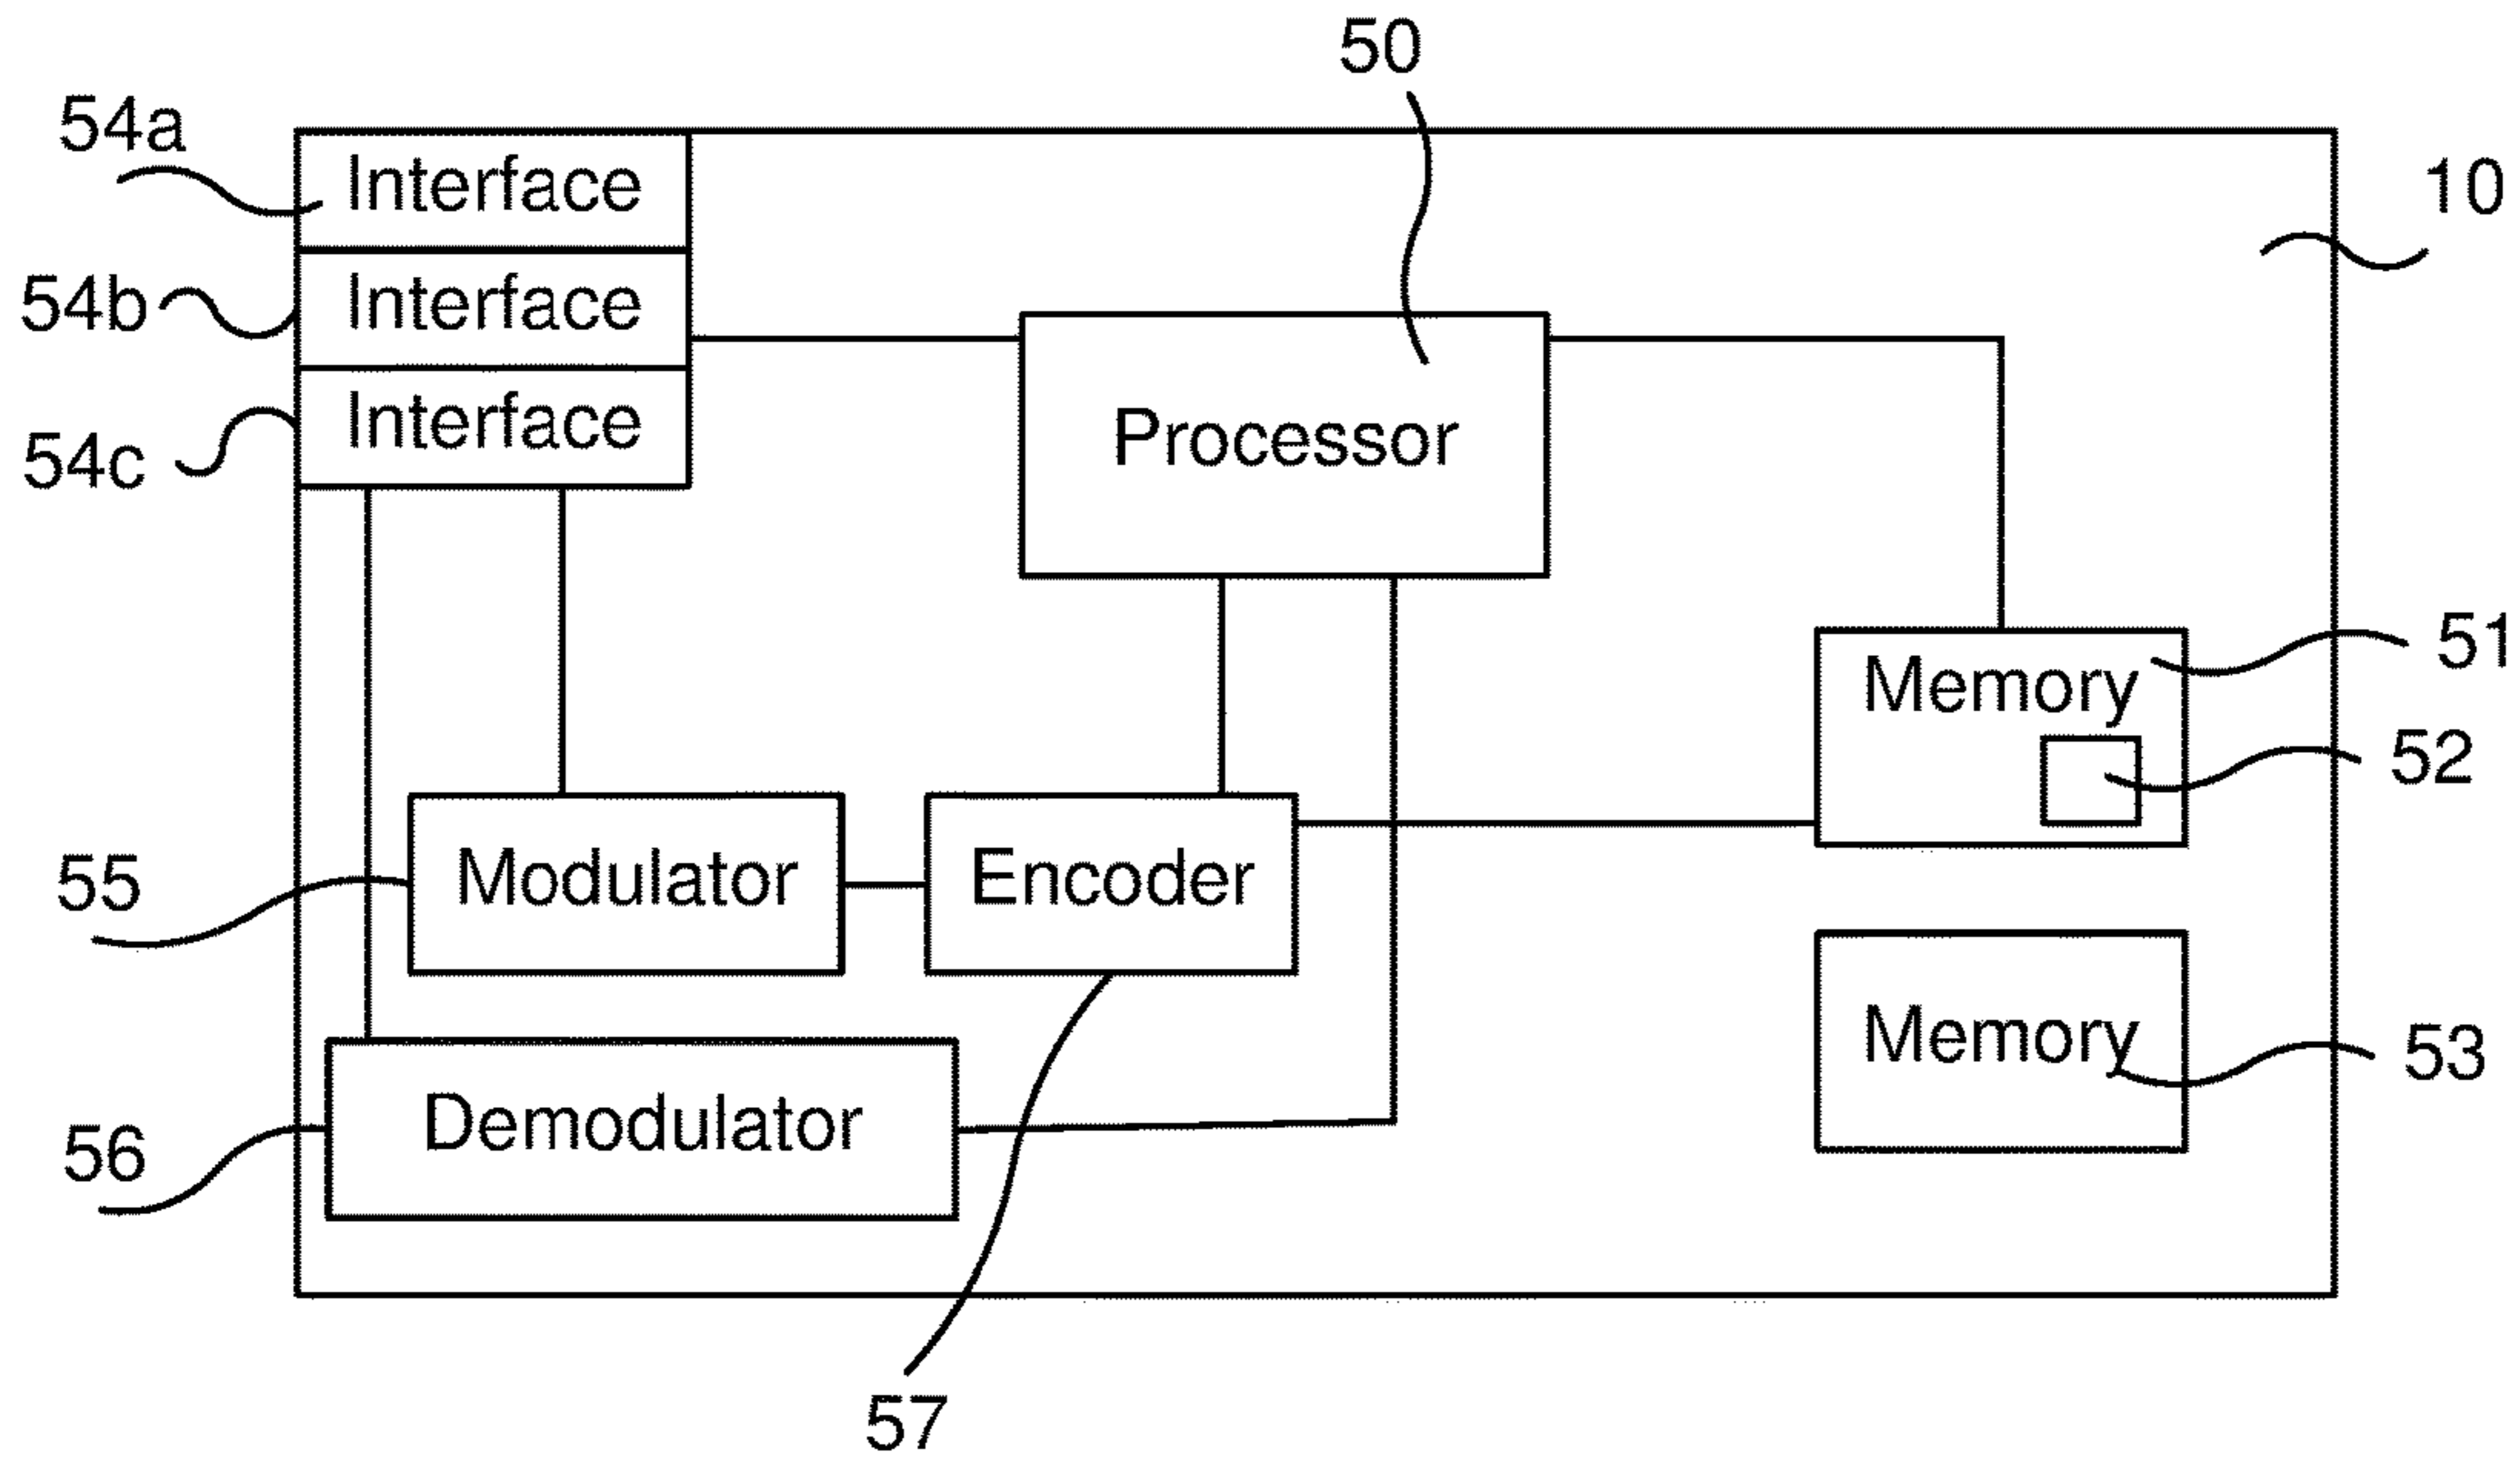 50
54a
Interface
10
54b
Interface
54c
Interface
Processor
51
Memory
52
55
Modulator
Encoder
53
Memory
56
Demodulator
57